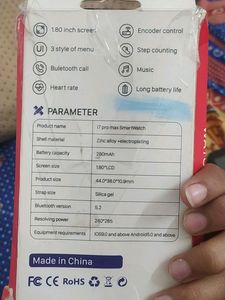 1.80 inch screen
Encoder control
3 style of menu
Step counting
Buletooth call
Music
Heart rate
Long battery life
PARAMETER
Product name i7 pro max SmartWatch
Shell material Zinc alloy +electroplating
Battery capacity 280mAh
Screen size 1.80"LCD
Product size 44.0*38.0*10.9mm
Strap size Silica gel
Bluetooth version 5.2
Resolving power 240*285
Equipment requirements IOS9.0 and above Android5.0 and above
Made in China
FC CE RoHS